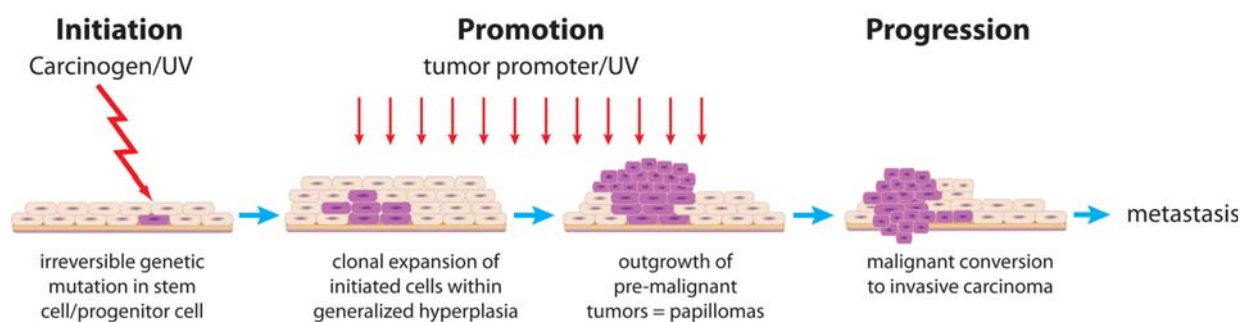 Initiation
Carcinogen/UV
Promotion
tumor promoter/UV
Progression
irreversible genetic
mutation in stem
cell/progenitor cell
clonal expansion of
initiated cells within
generalized hyperplasia
outgrowth of
pre-malignant
tumors = papillomas
malignant conversion
to invasive carcinoma
metastasis